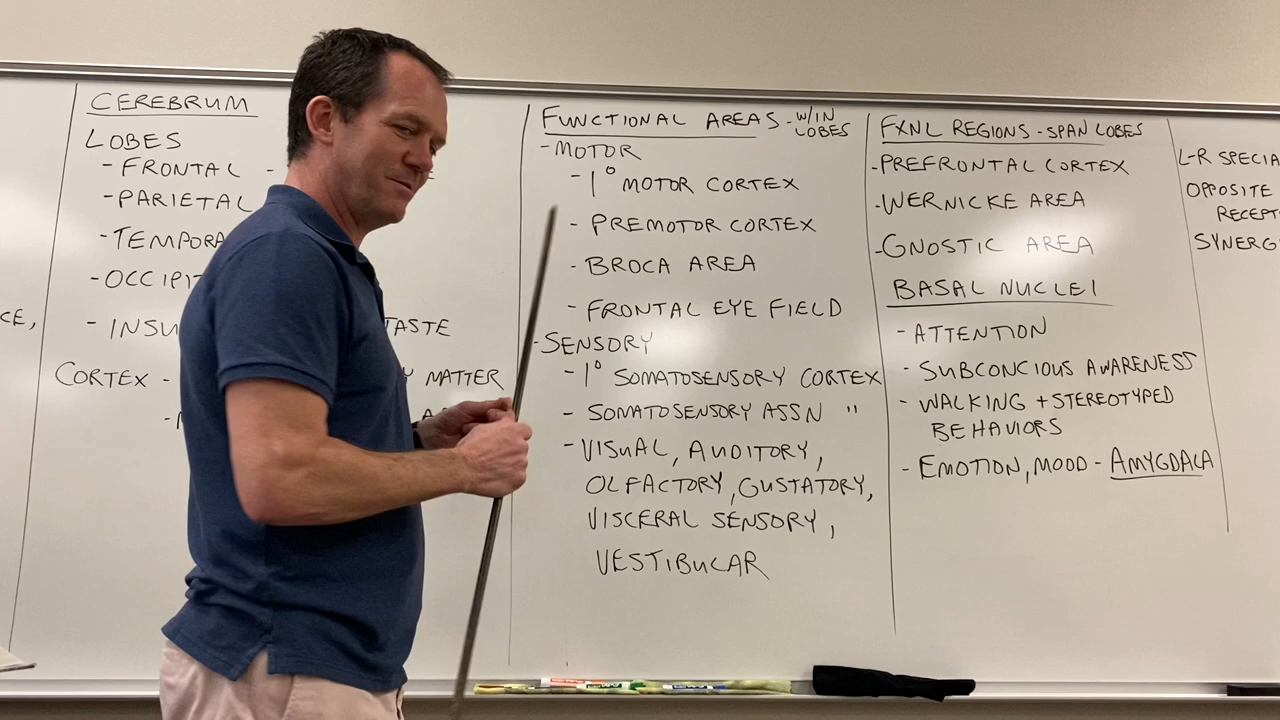 CE,
CEREBRUM
LOBES
- FRONTAL -
- PARIETAL
-
- OCCIPIT
- INSU TASTE
CORTEX - MATTER
FUNCTIONAL AREAS - W/IN LOBES
- MOTOR
- 1° MOTOR CORTEX
- PREMOTOR CORTEX
- BROCA AREA
- FRONTAL EYE FIELD
- SENSORY
- 1° SOMATOSENSORY CORTEX
- SOMATOSENSORY ASSN "
- VISUAL, AUDITORY,
OLFACTORY, GUSTATORY,
VISCERAL SENSORY,
VESTIBULAR
FXNL REGIONS - SPAN LOBES
- PREFRONTAL CORTEX
- WERNICKE AREA
- GNOSTIC AREA
BASAL NUCLEI
- ATTENTION
- SUBCONCIOUS AWARENESS
- WALKING + STEREOTYPED
BEHAVIORS
- EMOTION, MOOD - AMYGDALA
L-R SPECIA
OPPOSITE
RECEPT
SYNERG